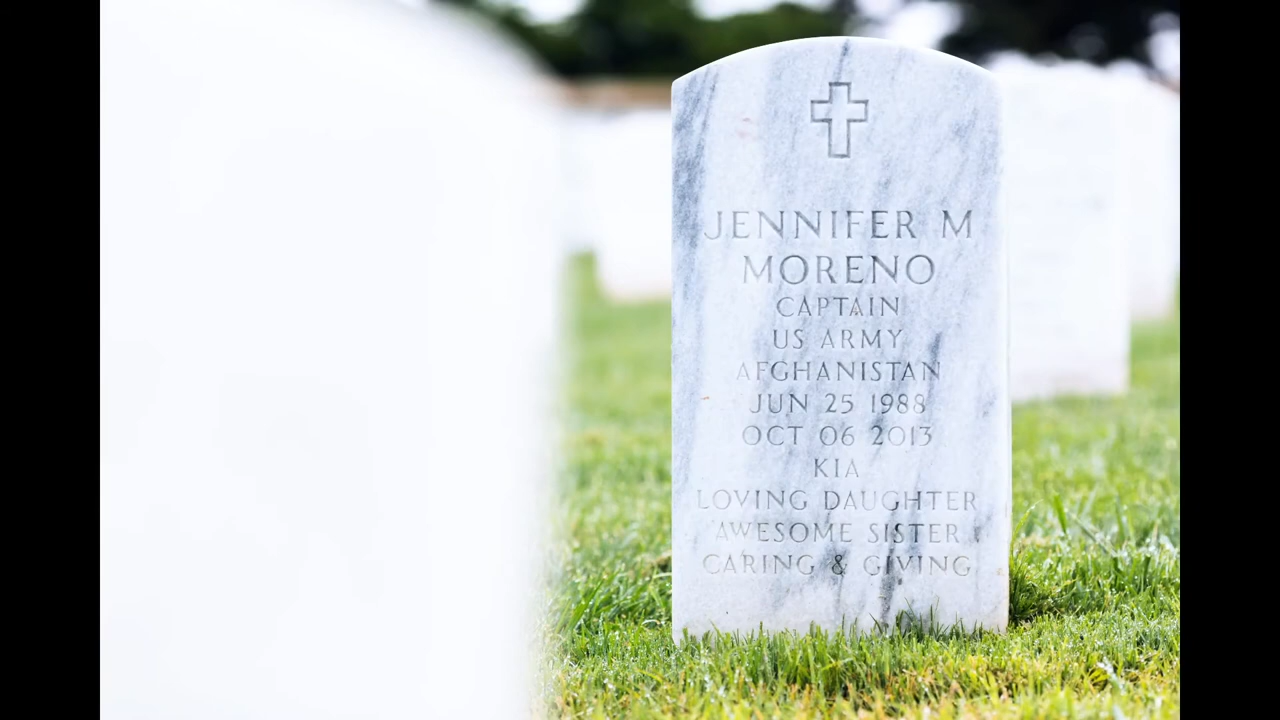 JENNIFER M
MORENO
CAPTAIN
US ARMY
AFGHANISTAN
JUN 25 1988
OCT 06 2013
KIA
LOVING DAUGHTER
AWESOME SISTER
CARING & GIVING